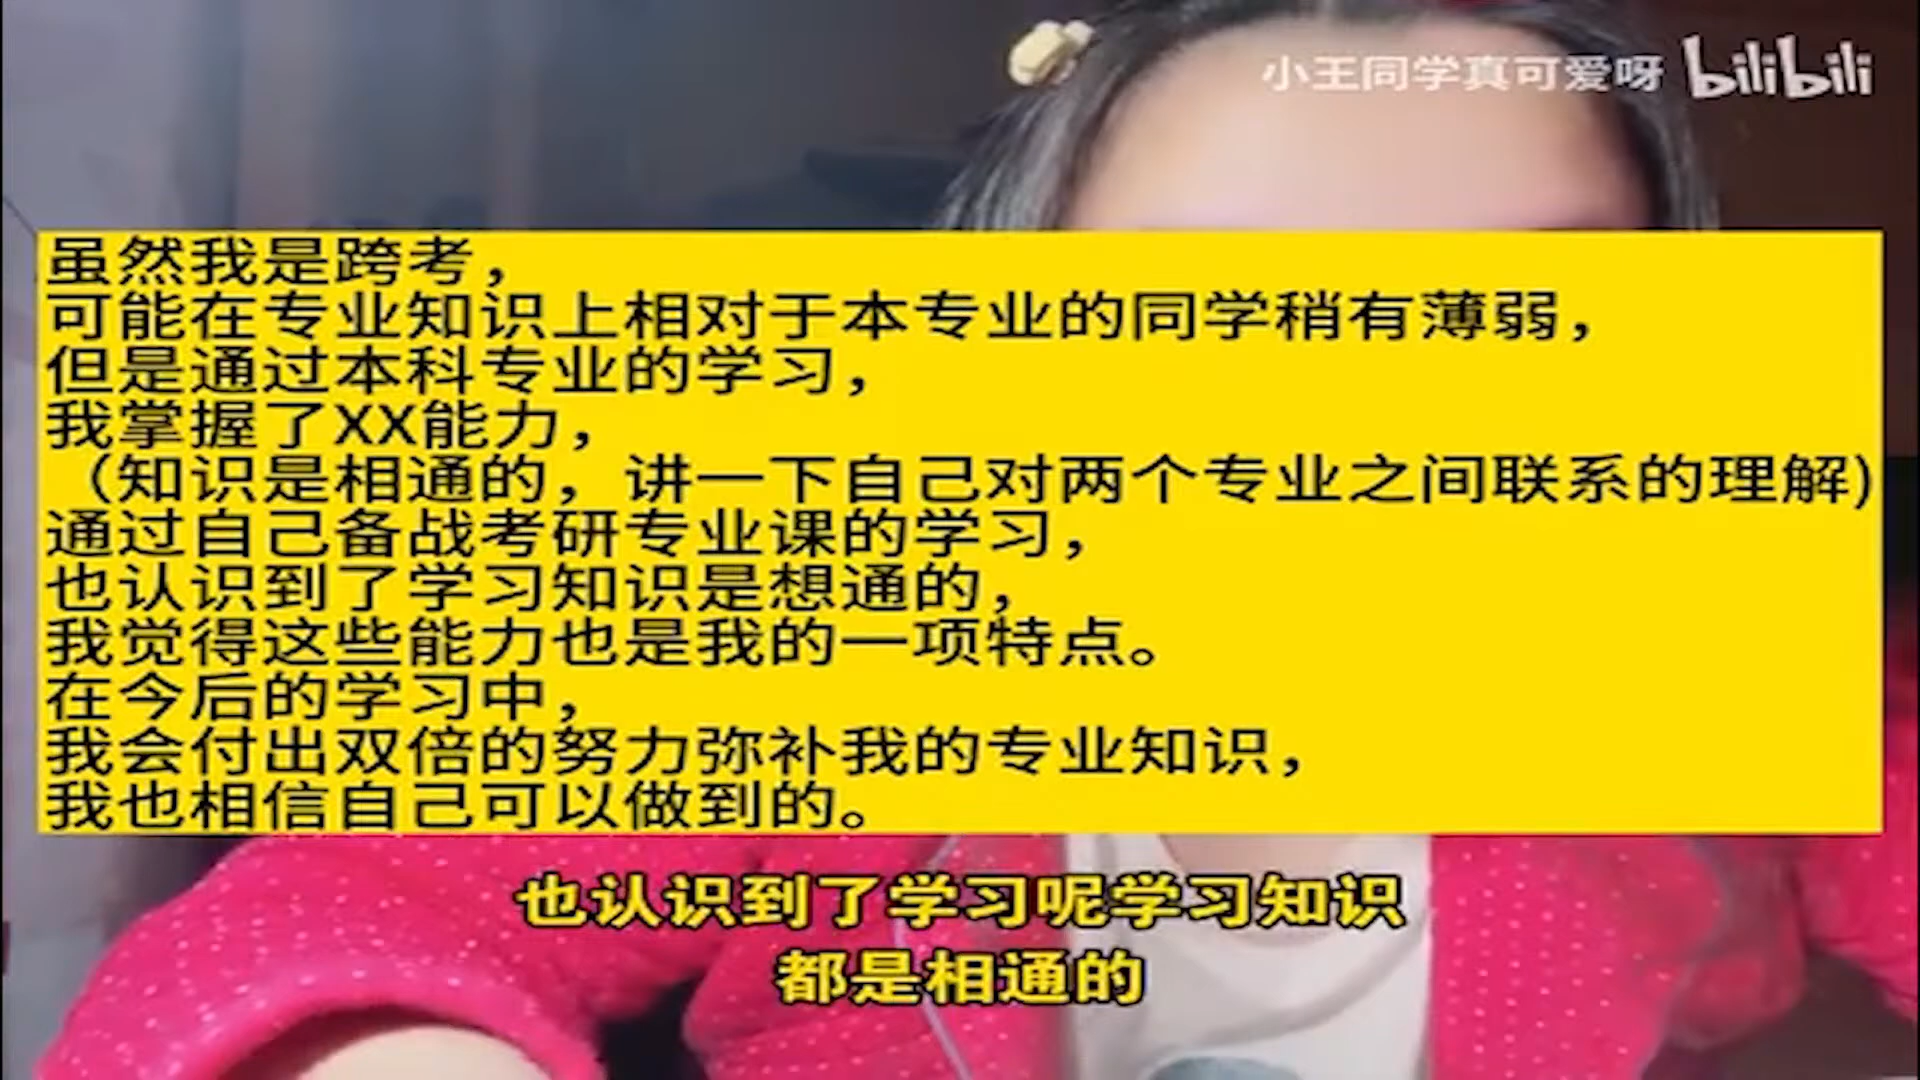 小王同学真可爱呀 bilibili
虽然我是跨考，
可能在专业知识上相对于本专业的同学稍有薄弱，
但是通过本科专业的学习，
我掌握了XX能力，
（知识是相通的，讲一下自己对两个专业之间联系的理解)
通过自己备战考研专业课的学习，
也认识到了学习知识是想通的，
我觉得这些能力也是我的一项特点。
在今后的学习中，
我会付出双倍的努力弥补我的专业知识，
我也相信自己可以做到的。
也认识到了学习呢学习知识
都是相通的